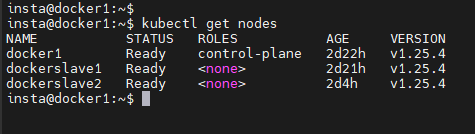 insta@docker1:~$
insta@docker1:~$ kubectl get nodes
NAME STATUS ROLES AGE VERSION
docker1 Ready control-plane 2d22h v1.25.4
dockerslave1 Ready <none> 2d21h v1.25.4
dockerslave2 Ready <none> 2d4h v1.25.4
insta@docker1:~$